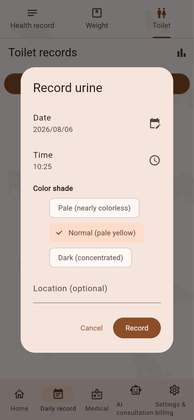 Health record
Weight
Toilet
Toilet records
Record urine
Date
2026/08/06
Time
10:25
Color shade
Pale (nearly colorless)
Normal (pale yellow)
Dark (concentrated)
Location (optional)
Cancel
Record
Home
Daily record
Medical
AI consultation
Settings & billing